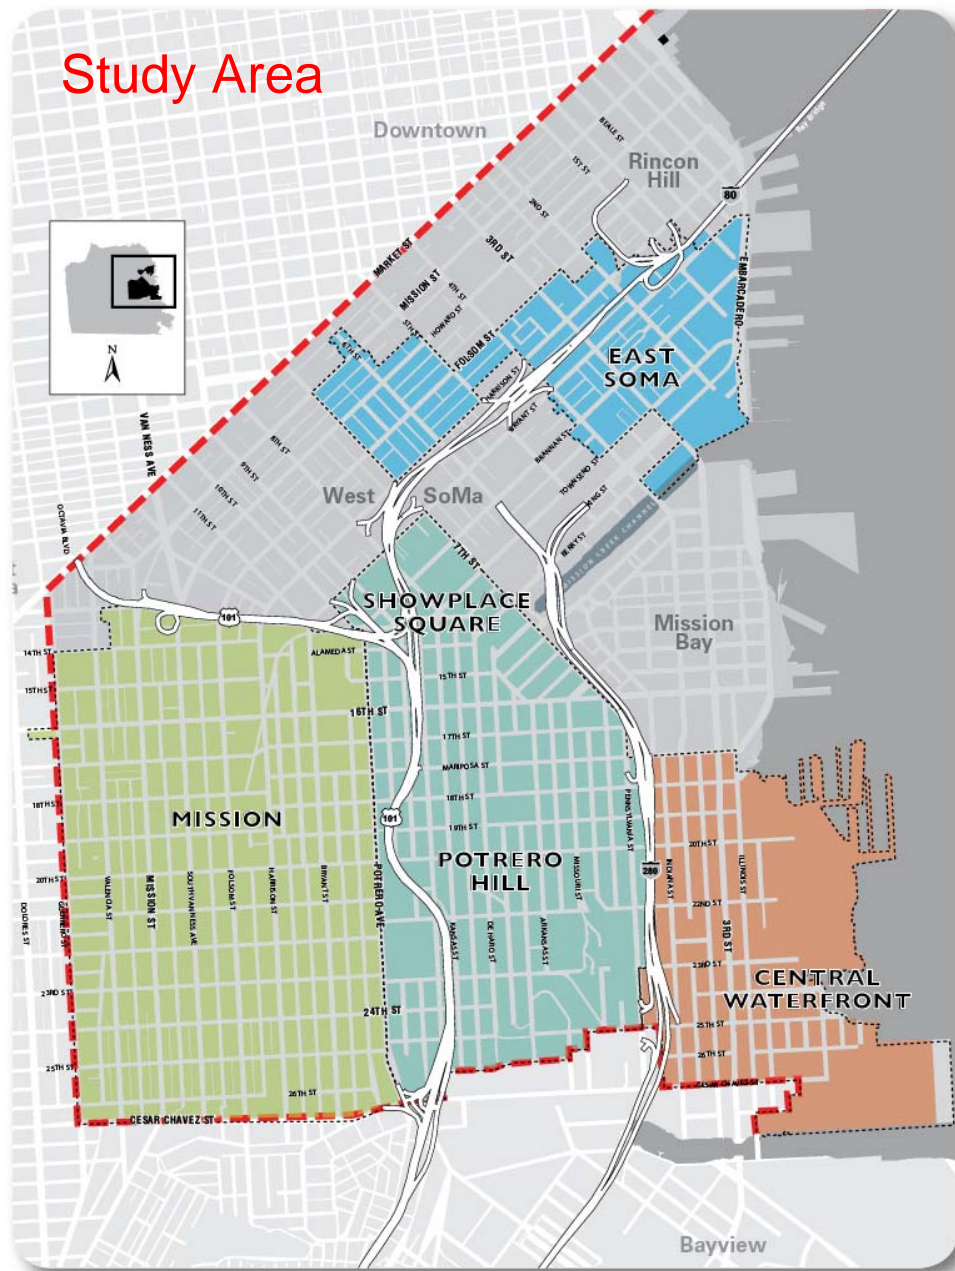 Study Area
Downtown
Rincon
Hill
Bay Bridge
80
BEALE ST
1ST ST
2ND ST
3RD ST
MARKET ST
MISSION ST
4TH ST
HOWARD ST
5TH ST
6TH ST
FOLSOM ST
EMBARCADERO
EAST
SOMA
HARRISON ST
BRYANT ST
BRANNAN ST
TOWNSEND ST
KING ST
BERRY ST
MISSION CREEK CHANNEL
N
VAN NESS AVE
8TH ST
9TH ST
10TH ST
11TH ST
OCTAVIA BLVD
West
SoMa
7TH ST
101
SHOWPLACE
SQUARE
Mission
Bay
14TH ST
ALAMEDA ST
15TH ST
15TH ST
16TH ST
17TH ST
MARIPOSA ST
18TH ST
18TH ST
19TH ST
MISSION
101
POTRERO
HILL
PENNSYLVANIA ST
MISSOURI ST
280
INDIANA ST
ILLINOIS ST
20TH ST
20TH ST
22ND ST
3RD ST
DOLORES ST
GUERRERO ST
VALENCIA ST
MISSION ST
SOUTH VAN NESS AVE
FOLSOM ST
HARRISON ST
BRYANT ST
POTRERO AVE
KANSAS ST
DE HARO ST
ARKANSAS ST
23RD ST
23RD ST
CENTRAL
WATERFRONT
24TH ST
25TH ST
25TH ST
26TH ST
26TH ST
CESAR CHAVEZ ST
CESAR CHAVEZ ST
Bayview